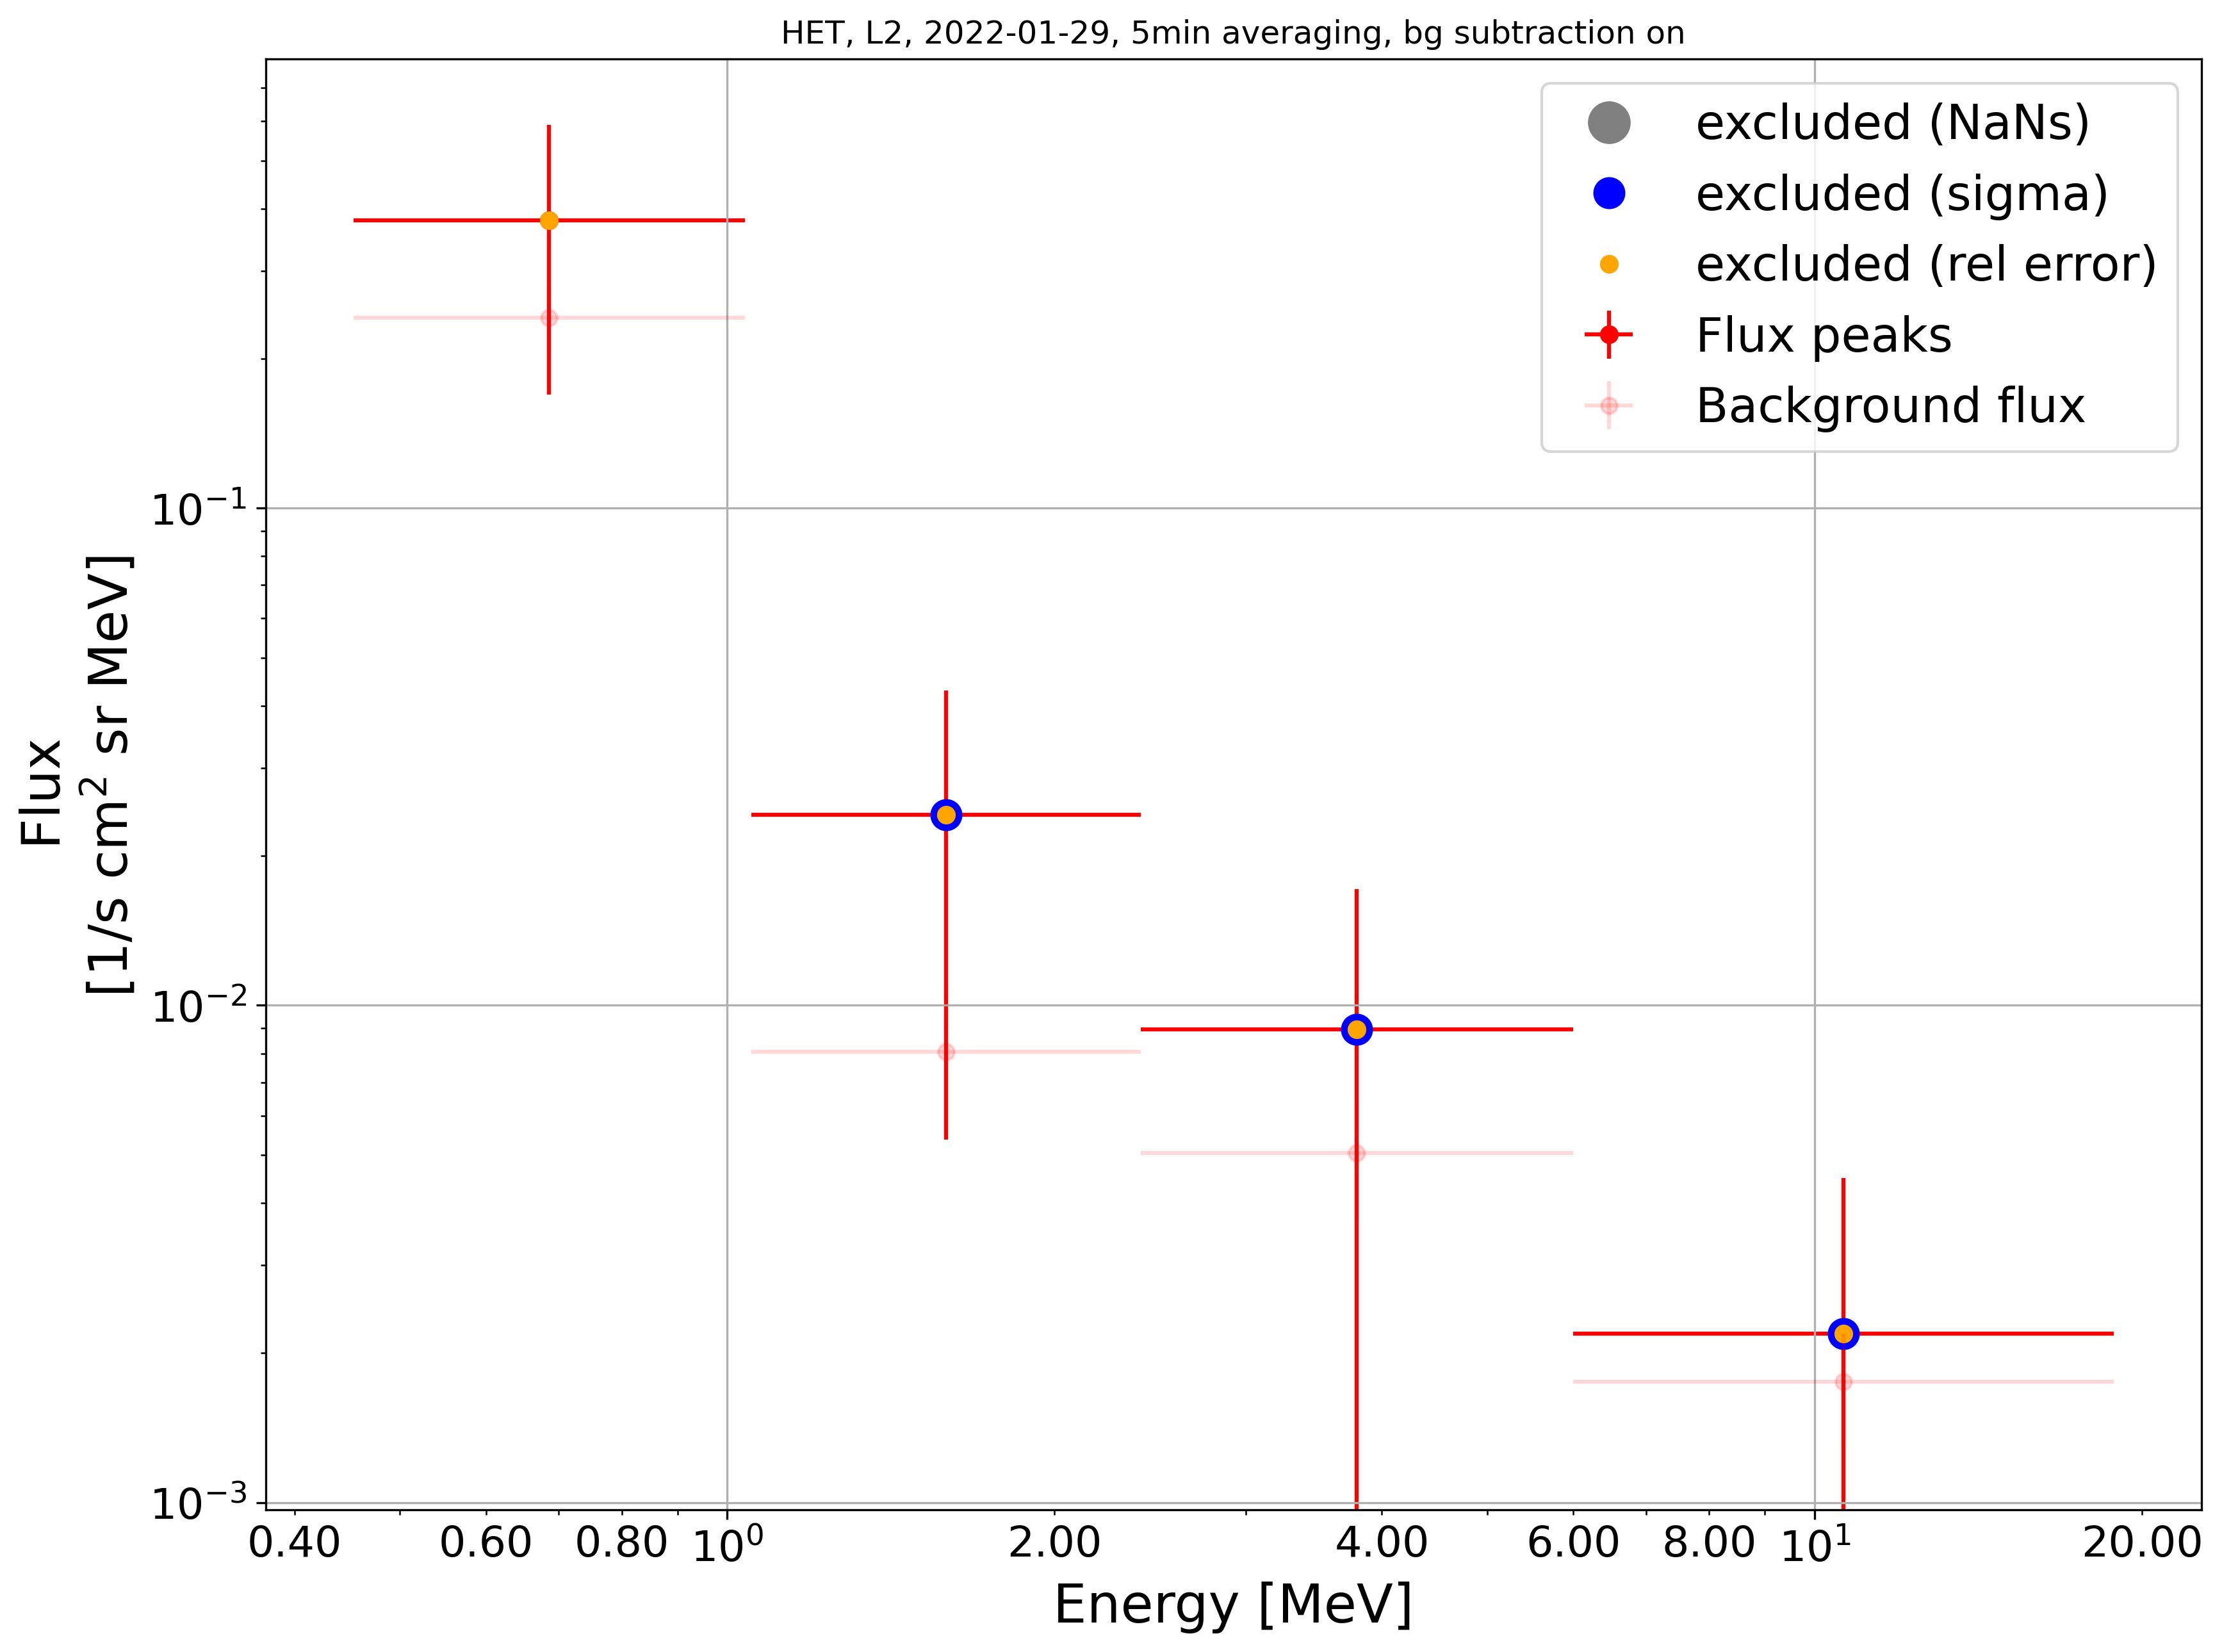 HET, L2, 2022-01-29, 5min averaging, bg subtraction on
excluded (NaNs)
excluded (sigma)
excluded (rel error)
Flux peaks
Background flux
Flux
[1/s cm² sr MeV]
10⁻¹
10⁻²
10⁻³
0.40 0.60 0.80 10⁰ 2.00 4.00 6.00 8.00 10¹ 20.00
Energy [MeV]